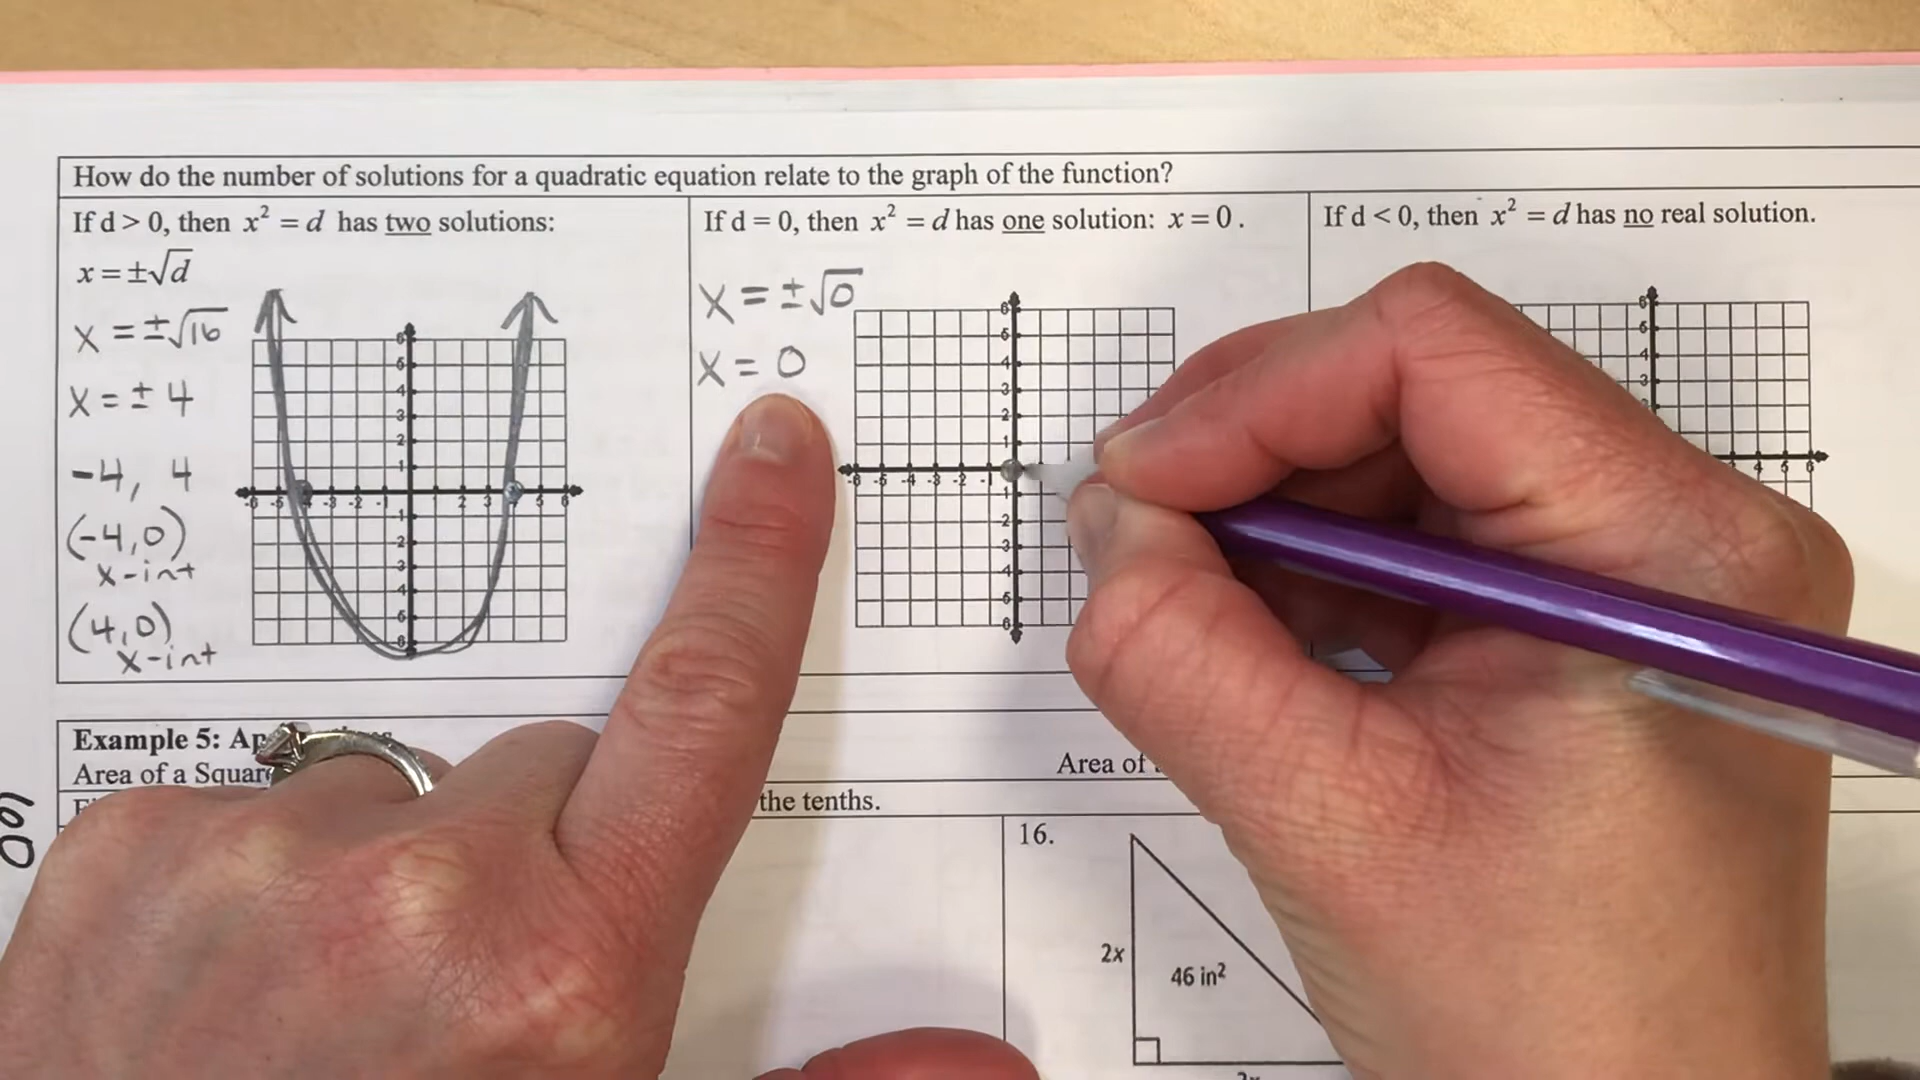 How do the number of solutions for a quadratic equation relate to the graph of the function?
If d > 0, then x² = d has two solutions:
x = ±√d
x = ±√16
x = ± 4
-4, 4
(-4,0)
x-int
(4,0)
x-int
If d = 0, then x² = d has one solution: x = 0.
x = ±√0
x = 0
If d < 0, then x² = d has no real solution.
Example 5:
Area of a Square
Area of
the tenths.
60
16.
2x
46 in²